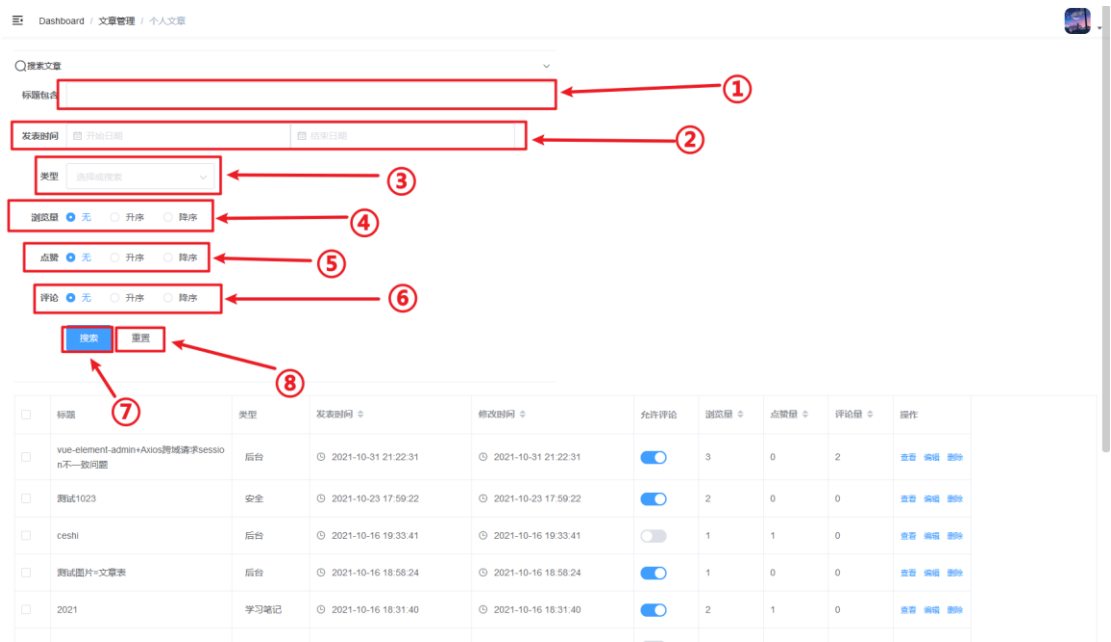 Dashboard / 文章管理 / 个人文章
搜索文章
标题包含
①
发表时间 开始日期 结束日期
②
类型 选择或搜索
③
浏览量 无 升序 降序
④
点赞 无 升序 降序
⑤
评论 无 升序 降序
⑥
搜索 重置
⑧
⑦
标题 类型 发表时间 修改时间 允许评论 浏览量 点赞量 评论量 操作
vue-element-admin+Axios跨域请求sessio
n不一致问题
后台 2021-10-31 21:22:31 2021-10-31 21:22:31 3 0 2 查看 编辑 删除
测试1023 安全 2021-10-23 17:59:22 2021-10-23 17:59:22 2 0 0 查看 编辑 删除
ceshi 后台 2021-10-16 19:33:41 2021-10-16 19:33:41 1 1 0 查看 编辑 删除
测试图片=文章表 后台 2021-10-16 18:58:24 2021-10-16 18:58:24 1 0 0 查看 编辑 删除
2021 学习笔记 2021-10-16 18:31:40 2021-10-16 18:31:40 2 1 0 查看 编辑 删除